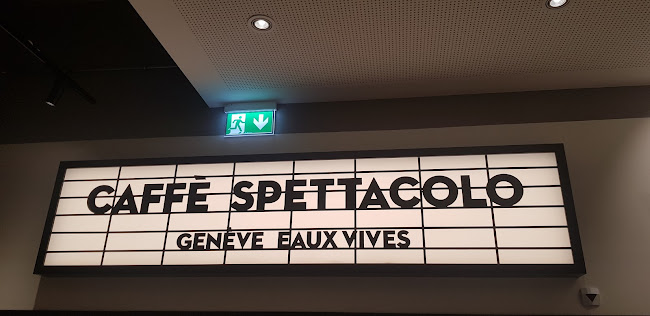 CAFFÈ SPETTACOLO
GENÈVE EAUX VIVES